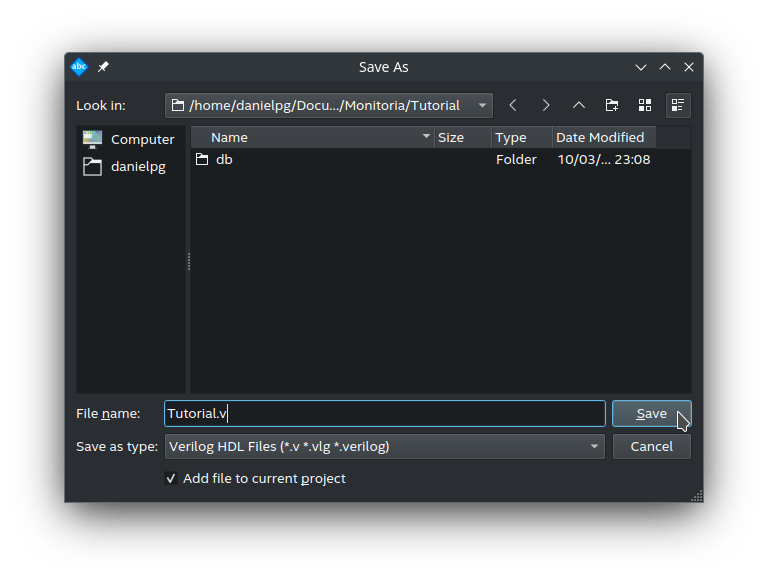 abc
Save As
Look in: /home/danielpg/Docu.../Monitoria/Tutorial
Computer
danielpg
Name Size Type Date Modified
db Folder 10/03/... 23:08
File name: Tutorial.v Save
Save as type: Verilog HDL Files (*.v *.vlg *.verilog) Cancel
Add file to current project